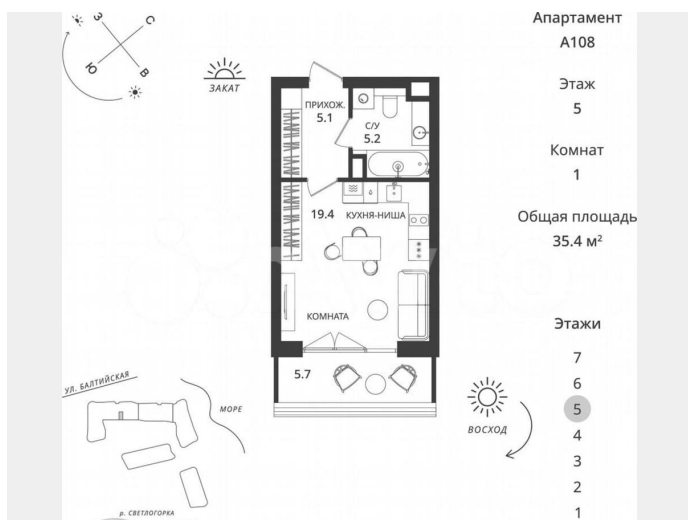 З
С
Ю
В
ЗАКАТ
ПРИХОЖ.
5.1
С/У
5.2
19.4
КУХНЯ-НИША
КОМНАТА
5.7
ВОСХОД
УЛ. БАЛТИЙСКАЯ
МОРЕ
р. СВЕТЛОГОРКА
Апартамент
А108
Этаж
5
Комнат
1
Общая площадь
35.4 м²
Этажи
7
6
5
4
3
2
1